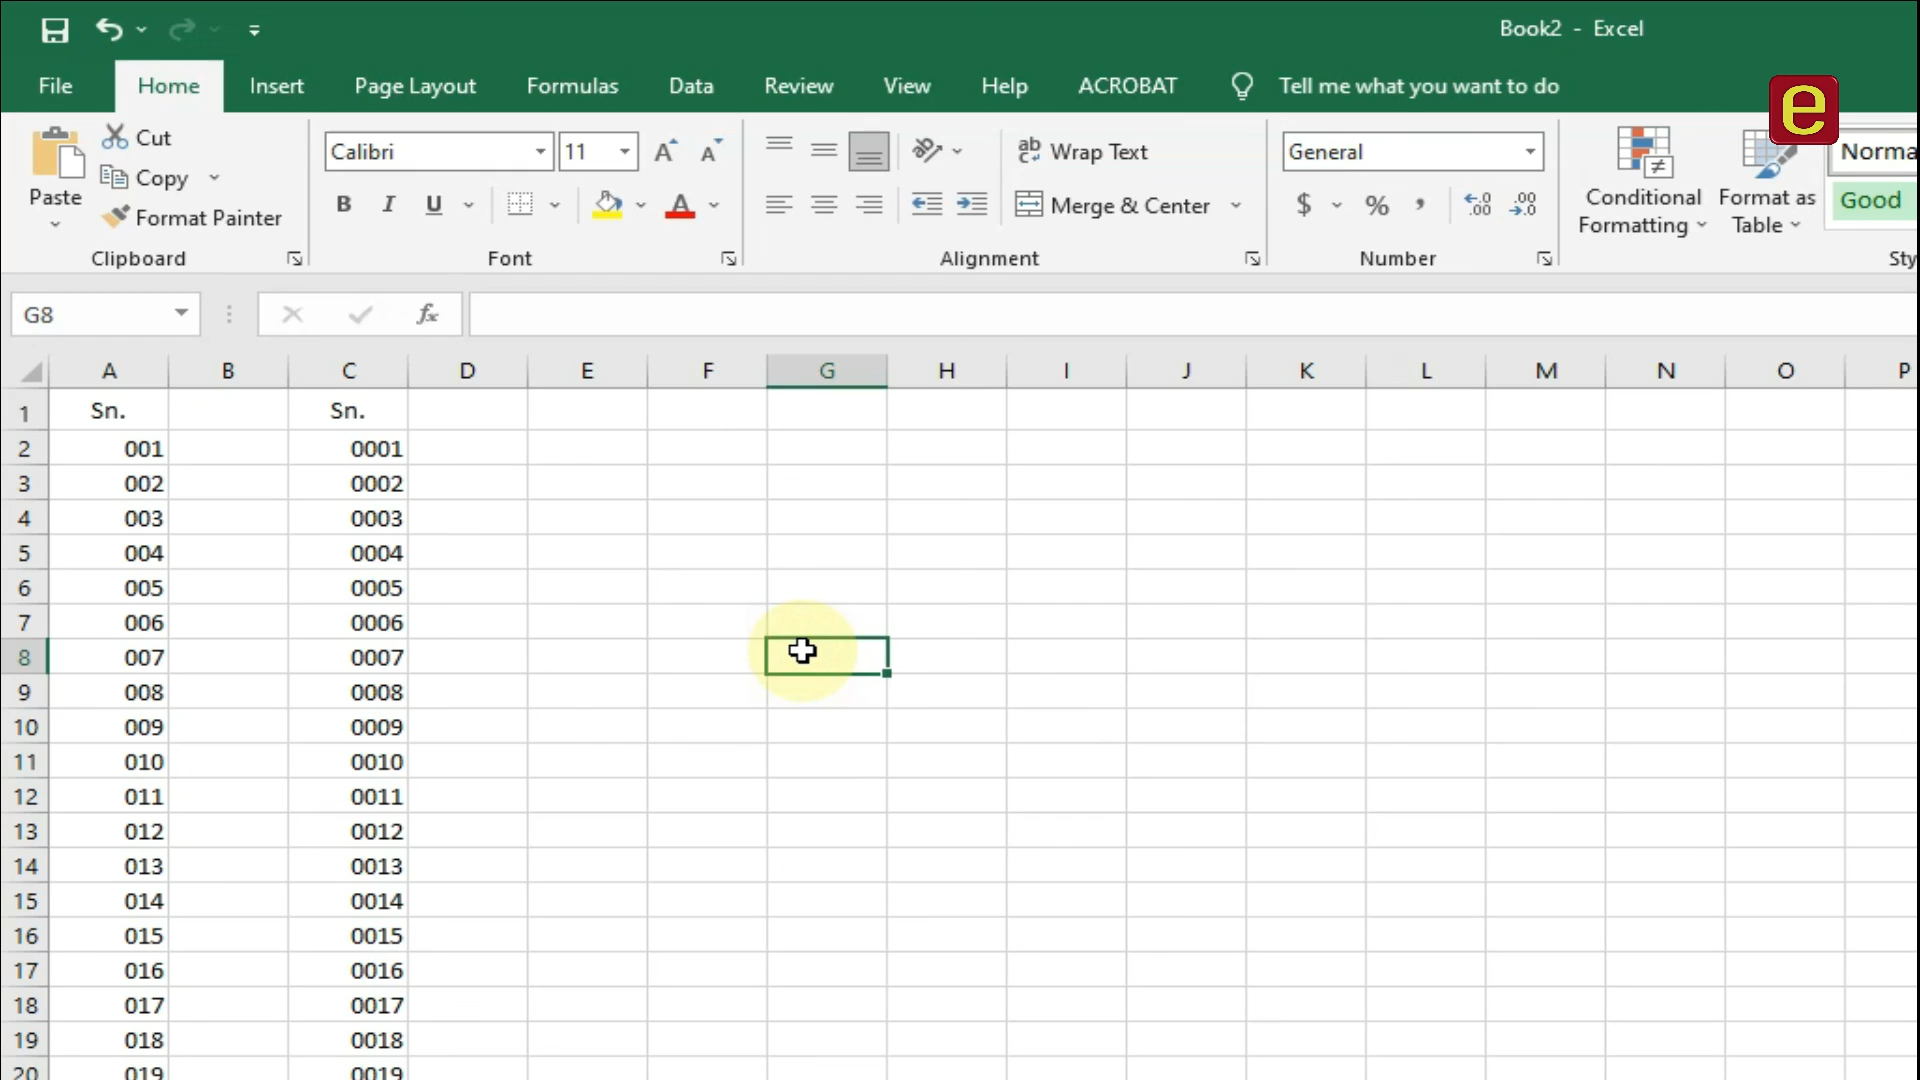 Book2 - Excel
File Home Insert Page Layout Formulas Data Review View Help ACROBAT Tell me what you want to do
e
Cut
Copy
Format Painter
Paste
Clipboard
Calibri 11 A A
B I U A
Font
ab Wrap Text
Merge & Center
Alignment
General
$ % , .00 .00
Number
Conditional Formatting
Format as Table
Norma
Good
Sty
G8 fx
A B C D E F G H I J K L M N O P
1 Sn. Sn.
2 001 0001
3 002 0002
4 003 0003
5 004 0004
6 005 0005
7 006 0006
8 007 0007
9 008 0008
10 009 0009
11 010 0010
12 011 0011
13 012 0012
14 013 0013
15 014 0014
16 015 0015
17 016 0016
18 017 0017
19 018 0018
20 019 0019